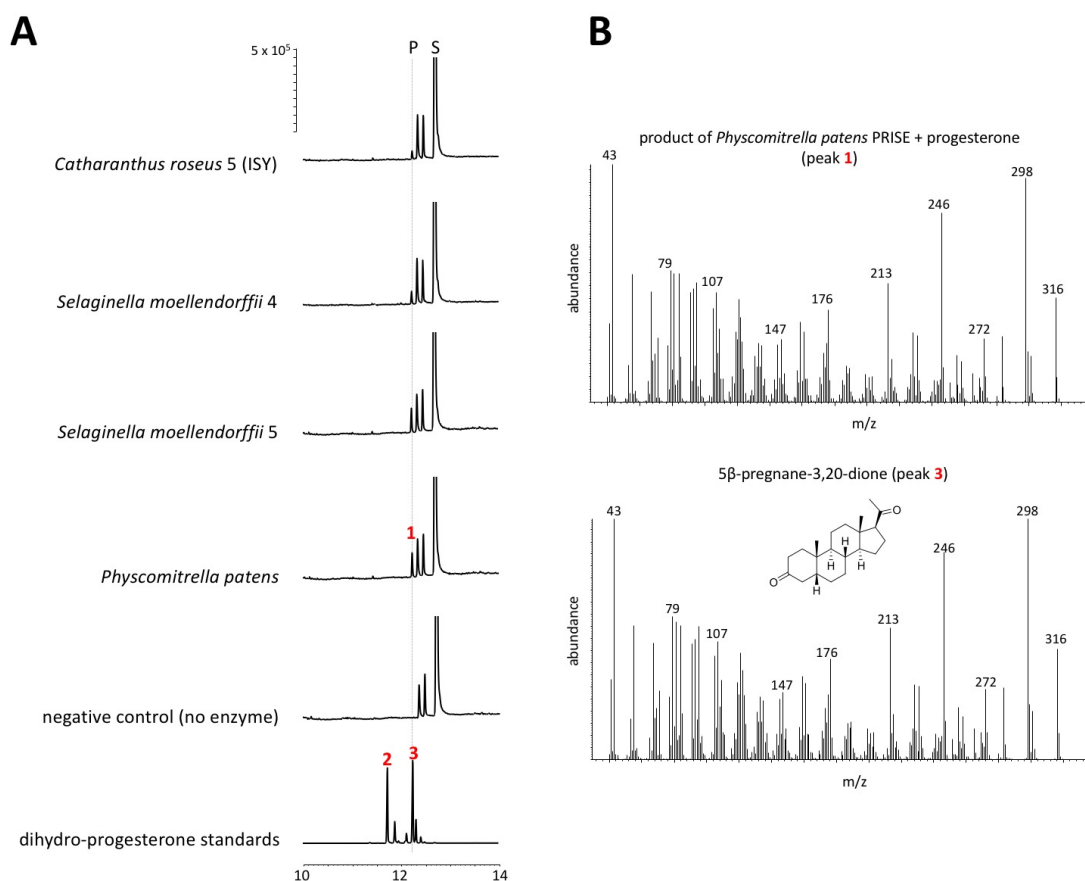 A
5 x 10⁵
P S
Catharanthus roseus 5 (ISY)
Selaginella moellendorffii 4
Selaginella moellendorffii 5
1
Physcomitrella patens
negative control (no enzyme)
2 3
dihydro-progesterone standards
10 12 14
B
product of Physcomitrella patens PRISE + progesterone
(peak 1)
abundance
43 79 107 147 176 213 246 272 298 316
m/z
5β-pregnane-3,20-dione (peak 3)
abundance
43 79 107 147 176 213 246 272 298 316
O
H
H
H
O
H
m/z